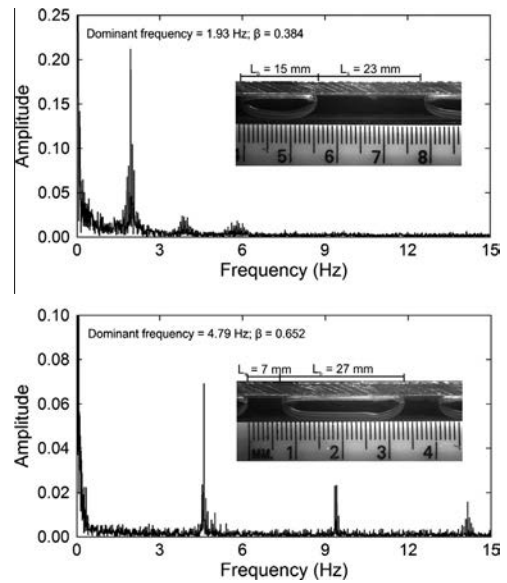 0.25
0.20
0.15
0.10
0.05
0.00
Amplitude
Dominant frequency = 1.93 Hz; β = 0.384
= 15 mm
= 23 mm
5 6 7 8
0 3 6 9 12 15
Frequency (Hz)
0.10
0.08
0.06
0.04
0.02
0.00
Amplitude
Dominant frequency = 4.79 Hz; β = 0.652
= 7 mm
= 27 mm
MM 1 2 3 4
0 3 6 9 12 15
Frequency (Hz)